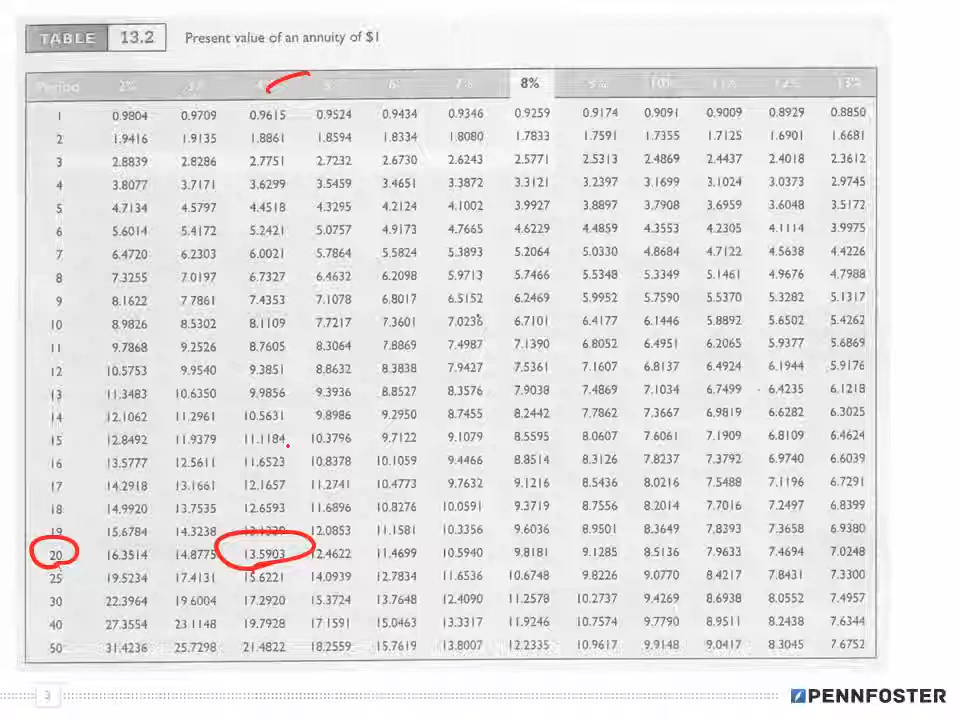 TABLE 13.2 Present value of an annuity of $1
Period 2% 3% 4% 5% 6% 7% 8% 9% 10% 11% 12% 13%
1 0.9804 0.9709 0.9615 0.9524 0.9434 0.9346 0.9259 0.9174 0.9091 0.9009 0.8929 0.8850
2 1.9416 1.9135 1.8861 1.8594 1.8334 1.8080 1.7833 1.7591 1.7355 1.7125 1.6901 1.6681
3 2.8839 2.8286 2.7751 2.7232 2.6730 2.6243 2.5771 2.5313 2.4869 2.4437 2.4018 2.3612
4 3.8077 3.7171 3.6299 3.5459 3.4651 3.3872 3.3121 3.2397 3.1699 3.1024 3.0373 2.9745
5 4.7134 4.5797 4.4518 4.3295 4.2124 4.1002 3.9927 3.8897 3.7908 3.6959 3.6048 3.5172
6 5.6014 5.4172 5.2421 5.0757 4.9173 4.7665 4.6229 4.4859 4.3553 4.2305 4.1114 3.9975
7 6.4720 6.2303 6.0021 5.7864 5.5824 5.3893 5.2064 5.0330 4.8684 4.7122 4.5638 4.4226
8 7.3255 7.0197 6.7327 6.4632 6.2098 5.9713 5.7466 5.5348 5.3349 5.1461 4.9676 4.7988
9 8.1622 7.7861 7.4353 7.1078 6.8017 6.5152 6.2469 5.9952 5.7590 5.5370 5.3282 5.1317
10 8.9826 8.5302 8.1109 7.7217 7.3601 7.0236 6.7101 6.4177 6.1446 5.8892 5.6502 5.4262
11 9.7868 9.2526 8.7605 8.3064 7.8869 7.4987 7.1390 6.8052 6.4951 6.2065 5.9377 5.6869
12 10.5753 9.9540 9.3851 8.8632 8.3838 7.9427 7.5361 7.1607 6.8137 6.4924 6.1944 5.9176
13 11.3483 10.6350 9.9856 9.3936 8.8527 8.3576 7.9038 7.4869 7.1034 6.7499 6.4235 6.1218
14 12.1062 11.2961 10.5631 9.8986 9.2950 8.7455 8.2442 7.7862 7.3667 6.9819 6.6282 6.3025
15 12.8492 11.9379 11.1184 10.3796 9.7122 9.1079 8.5595 8.0607 7.6061 7.1909 6.8109 6.4624
16 13.5777 12.5611 11.6523 10.8378 10.1059 9.4466 8.8514 8.3126 7.8237 7.3792 6.9740 6.6039
17 14.2918 13.1661 12.1657 11.2741 10.4773 9.7632 9.1216 8.5436 8.0216 7.5488 7.1196 6.7291
18 14.9920 13.7535 12.6593 11.6896 10.8276 10.0591 9.3719 8.7556 8.2014 7.7016 7.2497 6.8399
19 15.6784 14.3238 12.0853 11.1581 10.3356 9.6036 8.9501 8.3649 7.8393 7.3658 6.9380
20 16.3514 14.8775 13.5903 12.4622 11.4699 10.5940 9.8181 9.1285 8.5136 7.9633 7.4694 7.0248
25 19.5234 17.4131 15.6221 14.0939 12.7834 11.6536 10.6748 9.8226 9.0770 8.4217 7.8431 7.3300
30 22.3964 19.6004 17.2920 15.3724 13.7648 12.4090 11.2578 10.2737 9.4269 8.6938 8.0552 7.4957
40 27.3554 23.1148 19.7928 17.1591 15.0463 13.3317 11.9246 10.7574 9.7790 8.9511 8.2438 7.6344
50 31.4236 25.7298 21.4822 18.2559 15.7619 13.8007 12.2335 10.9617 9.9148 9.0417 8.3045 7.6752
3 PENNFOSTER